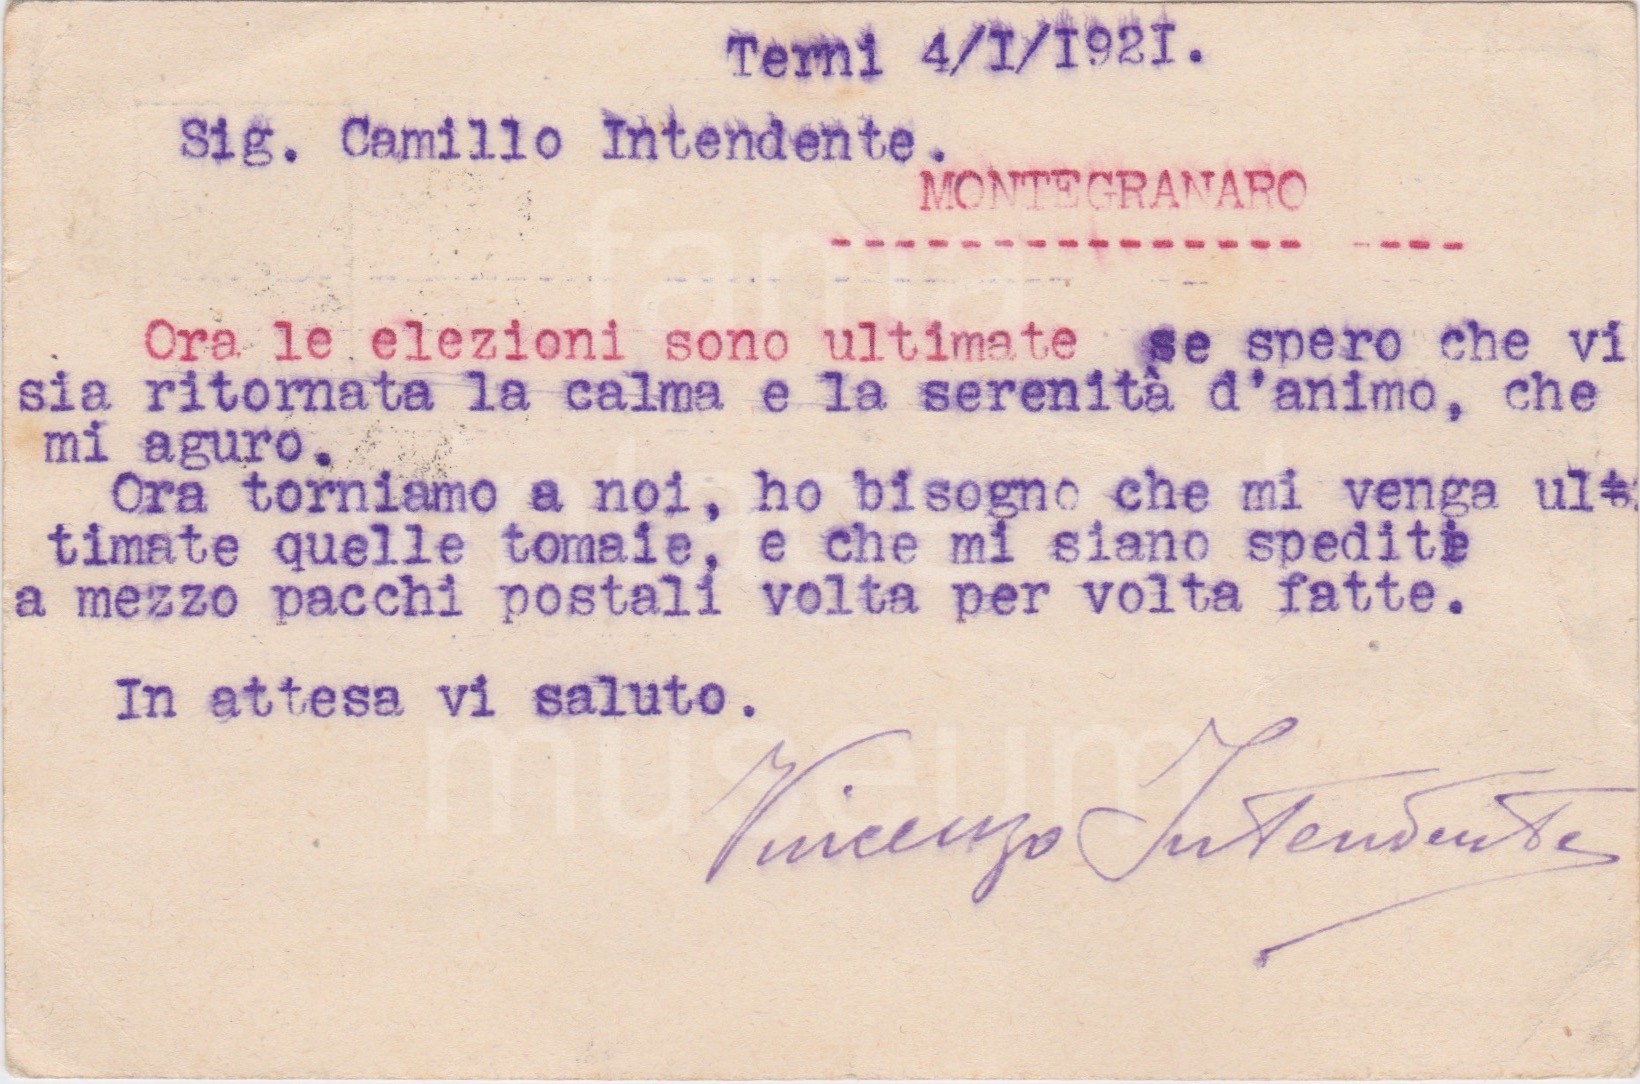 Terni 4/I/I92I.
Sig. Camillo Intendente.
MONTEGRANARO
--------------- ----
Ora le elezioni sono ultimate se spero che vi
sia ritornata la calma e la serenità d'animo, che
mi aguro.
Ora torniamo a noi, ho bisogno che mi venga ul
timate quelle tomaie, e che mi siano spedite
a mezzo pacchi postali volta per volta fatte.
In attesa vi saluto.
Vincenzo Intendente
museum